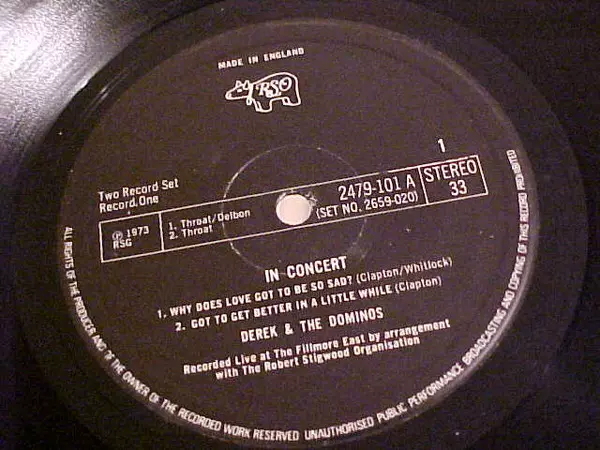 MADE IN ENGLAND
RSO
1
Two Record Set
Record. One
℗ 1973
RSG
1. Throat/Delbon
2. Throat
2479-101 A
(SET NO. 2659-020)
STEREO
33
IN CONCERT
1. WHY DOES LOVE GOT TO BE SO SAD? (Clapton/Whitlock)
2. GOT TO GET BETTER IN A LITTLE WHILE (Clapton)
DEREK & THE DOMINOS
Recorded Live at The Fillmore East by arrangement
with The Robert Stigwood Organisation
ALL RIGHTS OF THE PRODUCER AND OF THE OWNER OF THE RECORDED WORK RESERVED UNAUTHORISED PUBLIC PERFORMANCE BROADCASTING AND COPYING OF THIS RECORD PROHIBITED